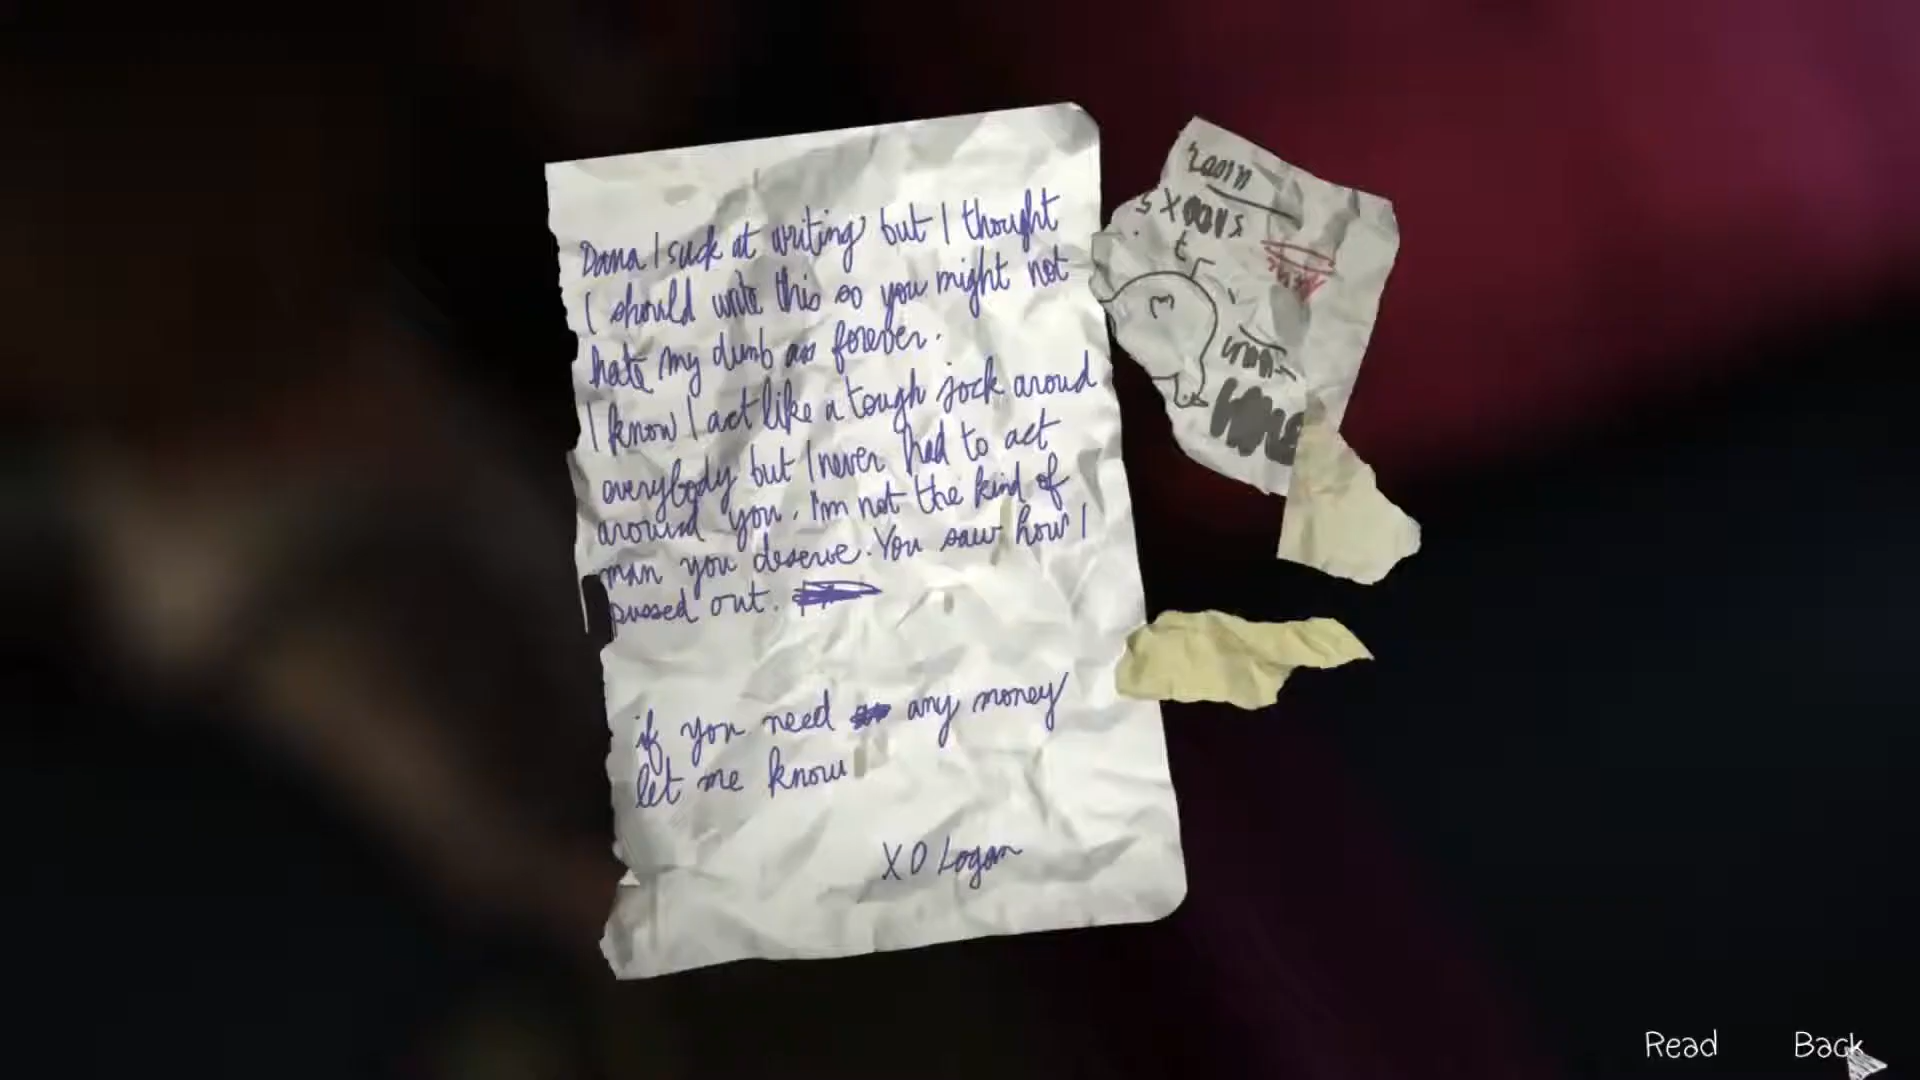 Dana I suck at writing but I thought
I should write this so you might not
hate my dumb ass forever.
I know I act like a tough jock aroud
everybody but I never had to act
around you. I'm not the kind of
man you deserve. You saw how I
pussed out.
if you need any money
let me know
XO Logan
Read Back